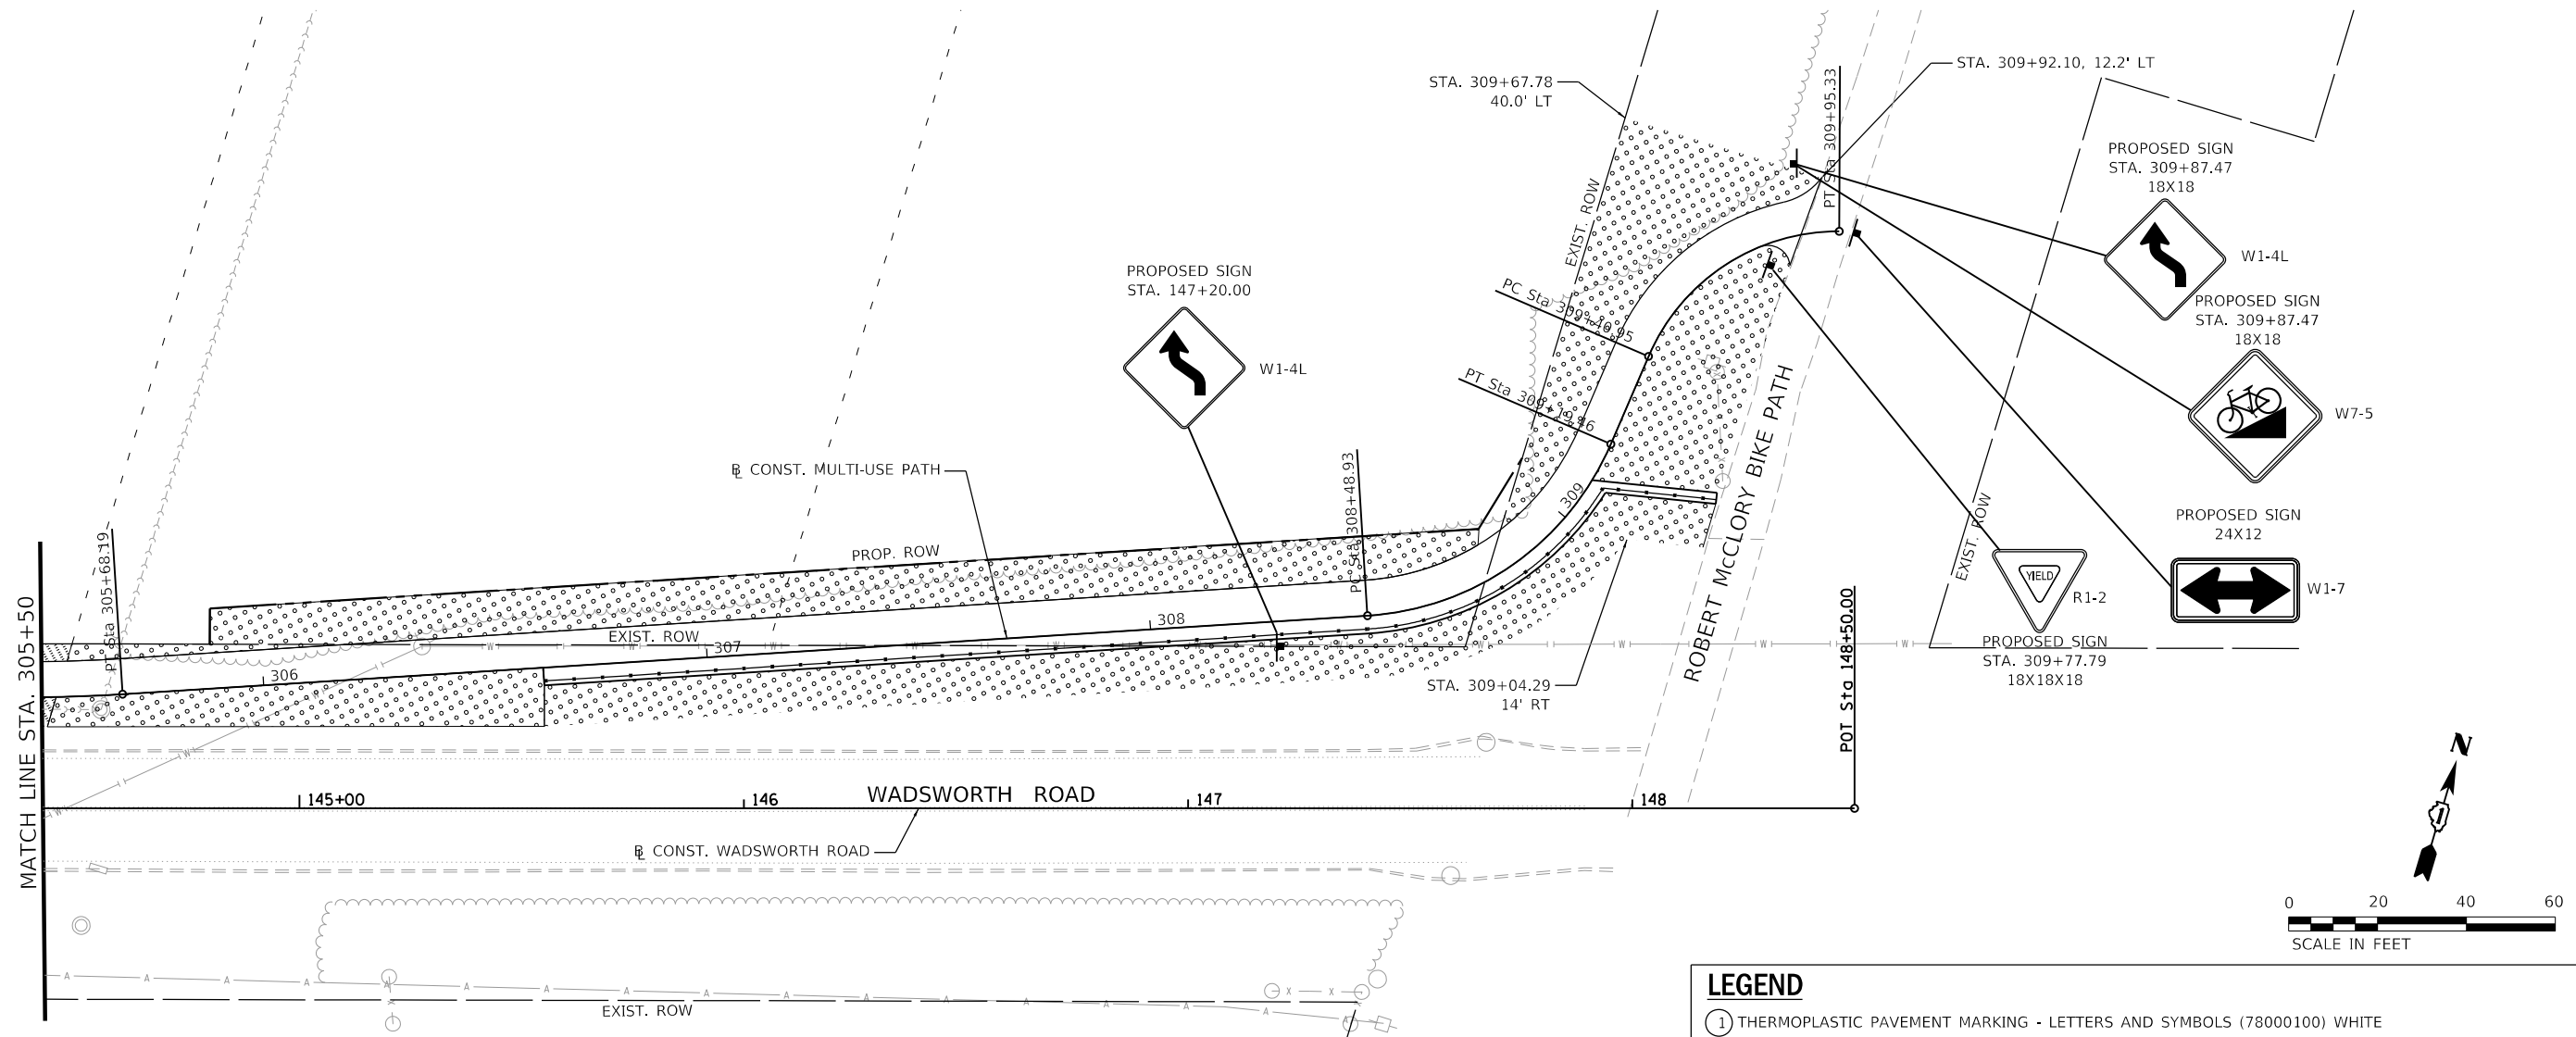 STA. 309+67.78
40.0' LT
PT Sta 309+95.33
STA. 309+92.10, 12.2' LT
PROPOSED SIGN
STA. 309+87.47
18X18
W1-4L
EXIST. ROW
PROPOSED SIGN
STA. 147+20.00
W1-4L
PC Sta 309+40.95
PROPOSED SIGN
STA. 309+87.47
18X18
W7-5
PT Sta 309+19.46
ROBERT McCLORY BIKE PATH
℄ CONST. MULTI-USE PATH
PC Sta 308+48.93
309
EXIST. ROW
PROPOSED SIGN
24X12
W1-7
YIELD
R1-2
PROPOSED SIGN
STA. 309+77.79
18X18X18
PROP. ROW
PT Sta 305+68.19
MATCH LINE STA. 305+50
308
EXIST. ROW
307
306
W W W W W W W W W W W W W
STA. 309+04.29
14' RT
POT Sta 148+50.00
145+00
146
WADSWORTH ROAD
147
148
℄ CONST. WADSWORTH ROAD
N
1
0 20 40 60
SCALE IN FEET
A A A A A A A A A A A A A A A A
X X X
EXIST. ROW
LEGEND
1 THERMOPLASTIC PAVEMENT MARKING - LETTERS AND SYMBOLS (78000100) WHITE